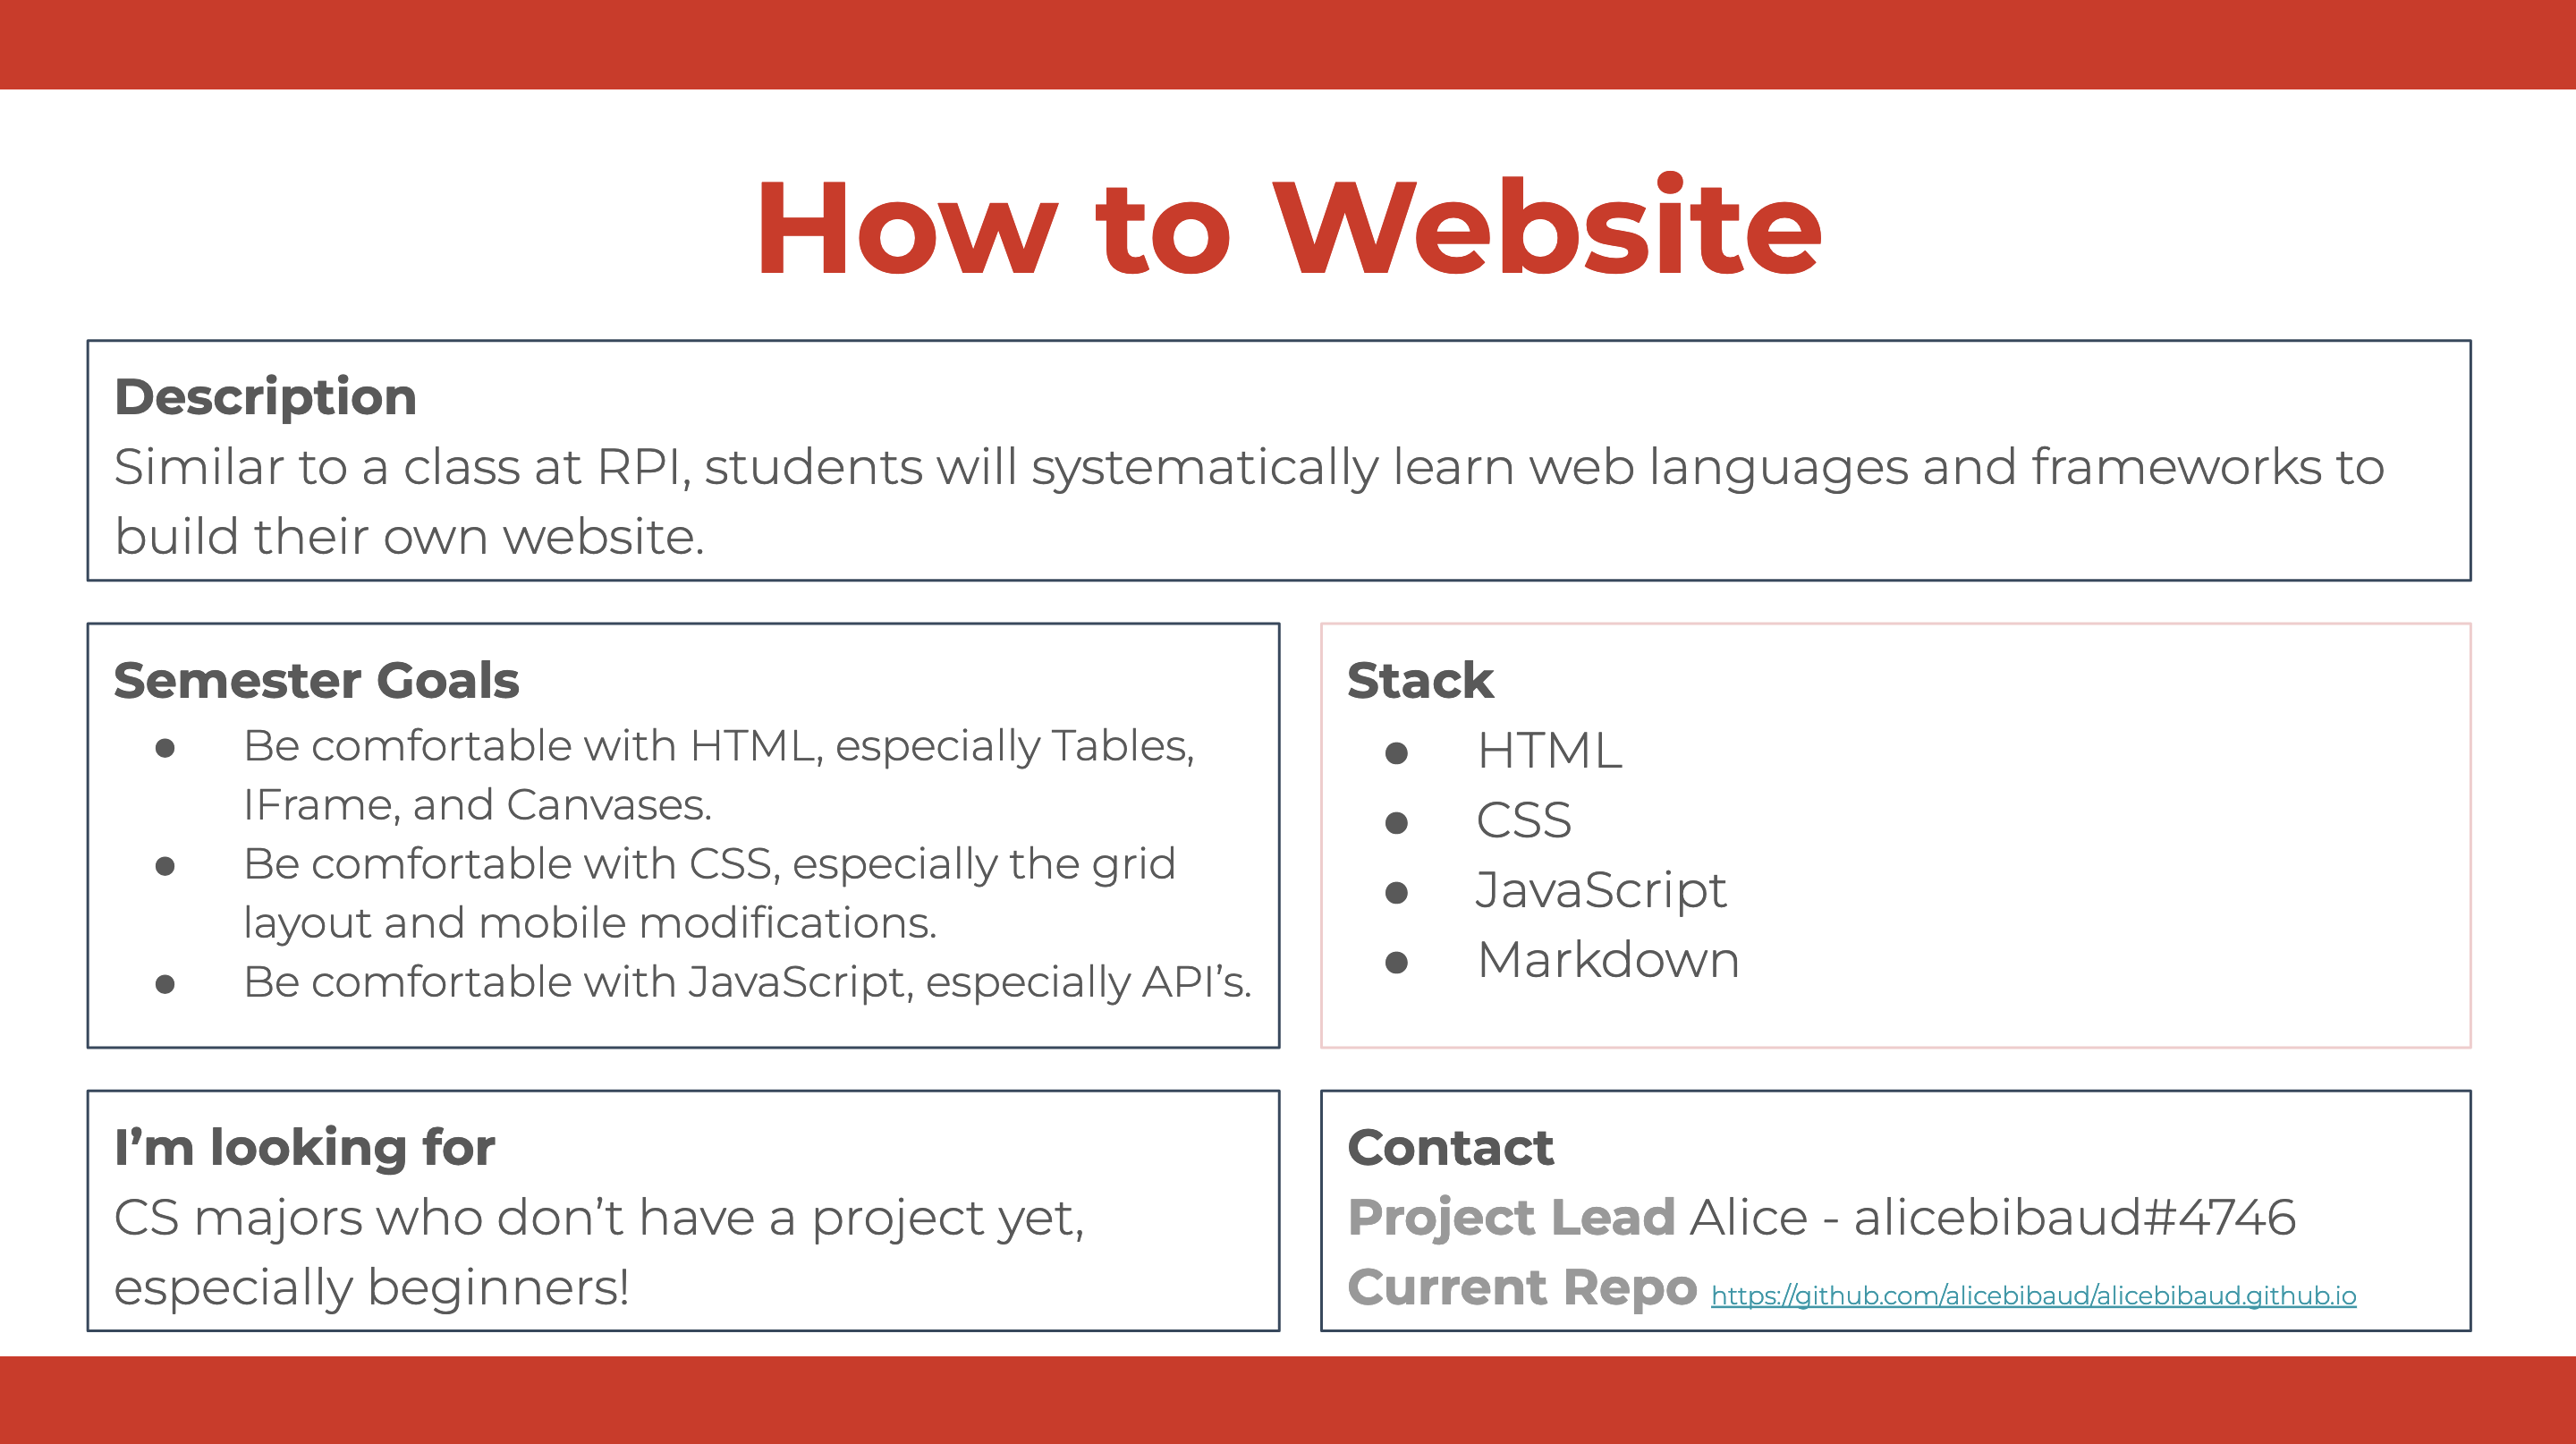 How to Website
Description
Similar to a class at RPI, students will systematically learn web languages and frameworks to
build their own website.
Semester Goals
● Be comfortable with HTML, especially Tables,
IFrame, and Canvases.
● Be comfortable with CSS, especially the grid
layout and mobile modifications.
● Be comfortable with JavaScript, especially API’s.
Stack
● HTML
● CSS
● JavaScript
● Markdown
I’m looking for
CS majors who don’t have a project yet,
especially beginners!
Contact
Project Lead Alice - alicebibaud#4746
Current Repo https://github.com/alicebibaud/alicebibaud.github.io